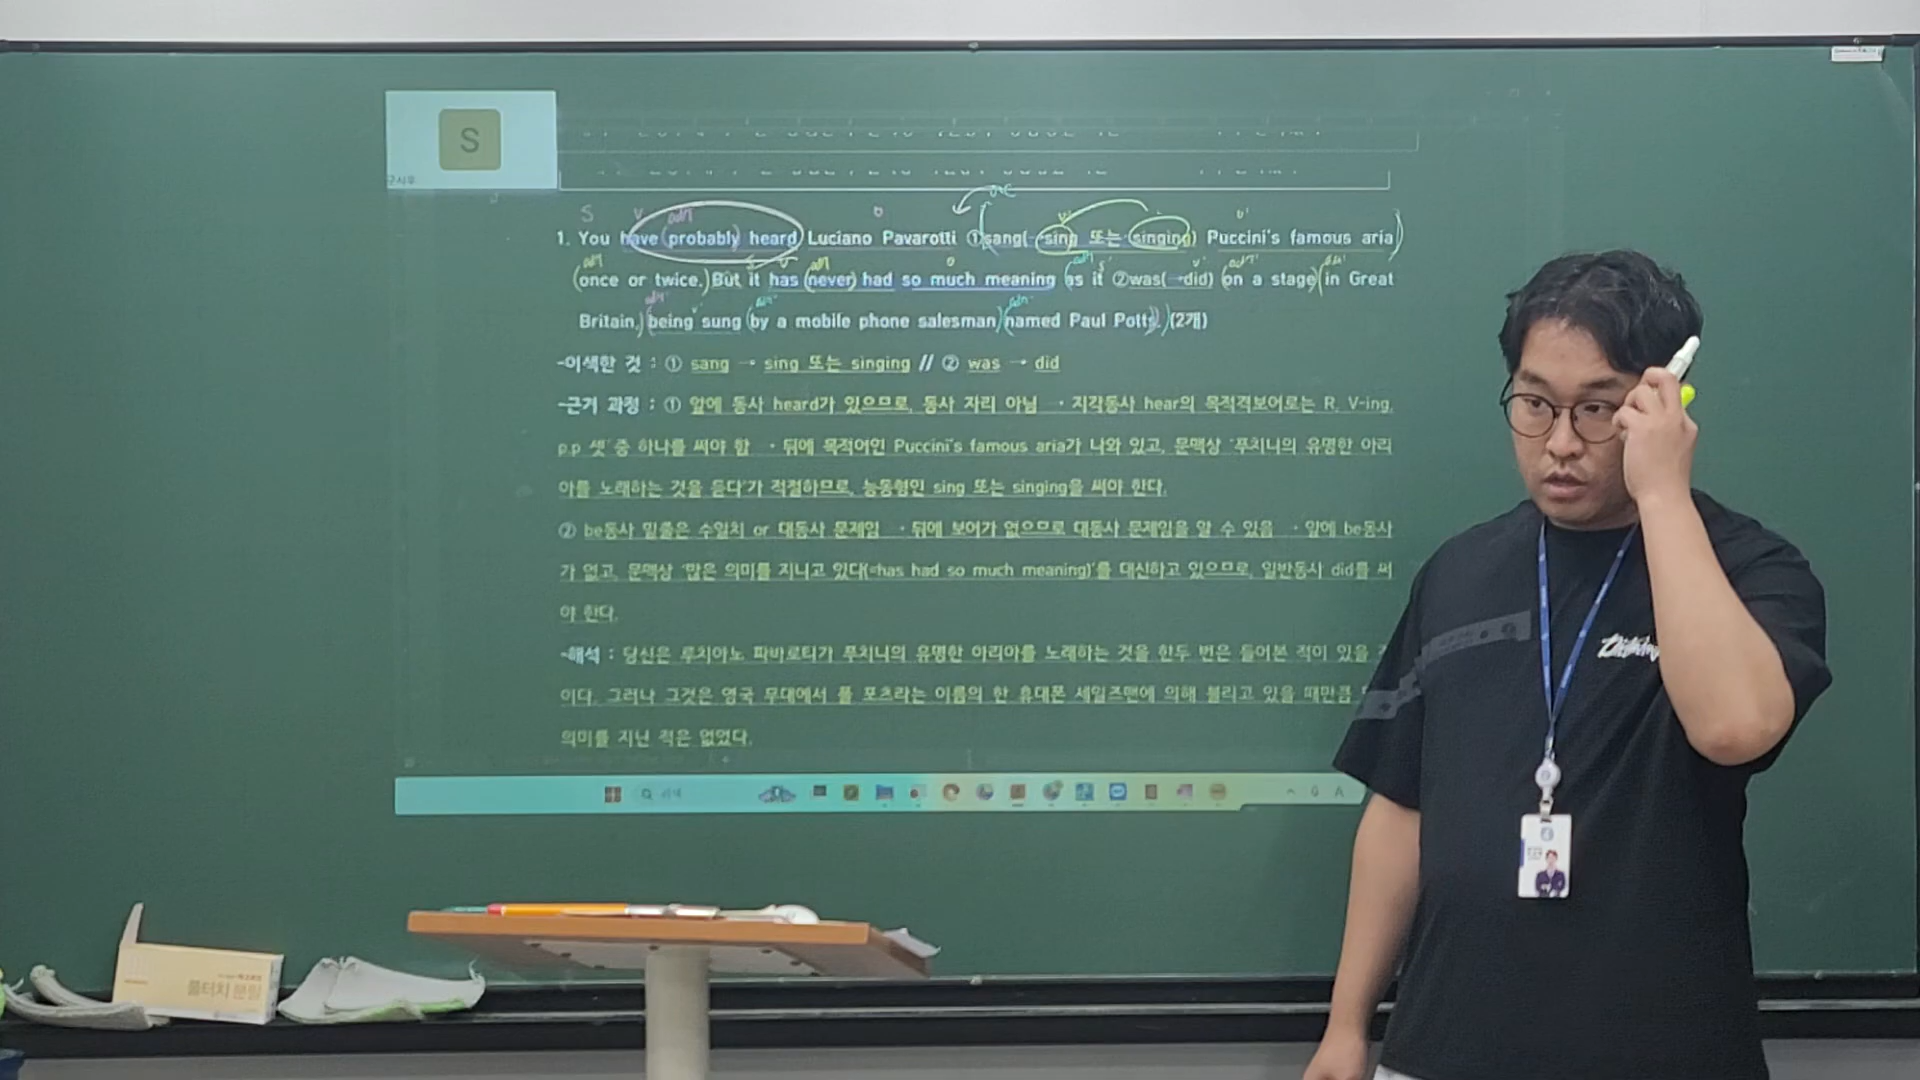 S
구시우
S V adv O OC V' O'
1. You have (probably) heard Luciano Pavarotti ①sang(→sing 또는 singing) Puccini's famous aria
(once or twice.) But it has (never) had so much meaning as it ②was(→did) (on a stage)(in Great
Britain,) being sung (by a mobile phone salesman)(named Paul Potts.) (2개)
-이색한 것 : ① sang → sing 또는 singing // ② was → did
-근거 과정 : ① 앞에 동사 heard가 있으므로, 동사 자리 아님 → 지각동사 hear의 목적격보어로는 R, V-ing,
p.p 셋 중 하나를 써야 함 → 뒤에 목적어인 Puccini's famous aria가 나와 있고, 문맥상 '푸치니의 유명한 아리
아를 노래하는 것을 듣다'가 적절하므로, 능동형인 sing 또는 singing을 써야 한다.
② be동사 밑줄은 수일치 or 대동사 문제임 → 뒤에 보어가 없으므로 대동사 문제임을 알 수 있음 → 앞에 be동사
가 없고, 문맥상 '많은 의미를 지니고 있다(=has had so much meaning)'를 대신하고 있으므로, 일반동사 did를 써
야 한다.
-해석 : 당신은 루치아노 파바로티가 푸치니의 유명한 아리아를 노래하는 것을 한두 번은 들어본 적이 있을
이다. 그러나 그것은 영국 무대에서 폴 포츠라는 이름의 한 휴대폰 세일즈맨에 의해 불리고 있을 때만큼
의미를 지닌 적은 없었다.
검색
A
물터치 분필